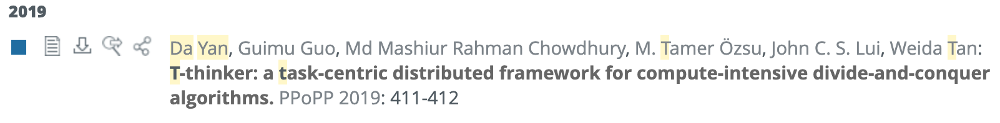 2019
Da Yan, Guimu Guo, Md Mashiur Rahman Chowdhury, M. Tamer Özsu, John C. S. Lui, Weida Tan:
T-thinker: a task-centric distributed framework for compute-intensive divide-and-conquer
algorithms. PPoPP 2019: 411-412